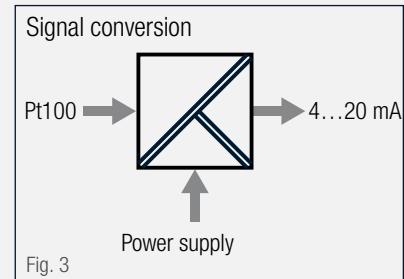 Signal conversion
Pt100
4…20 mA
Power supply
Fig. 3